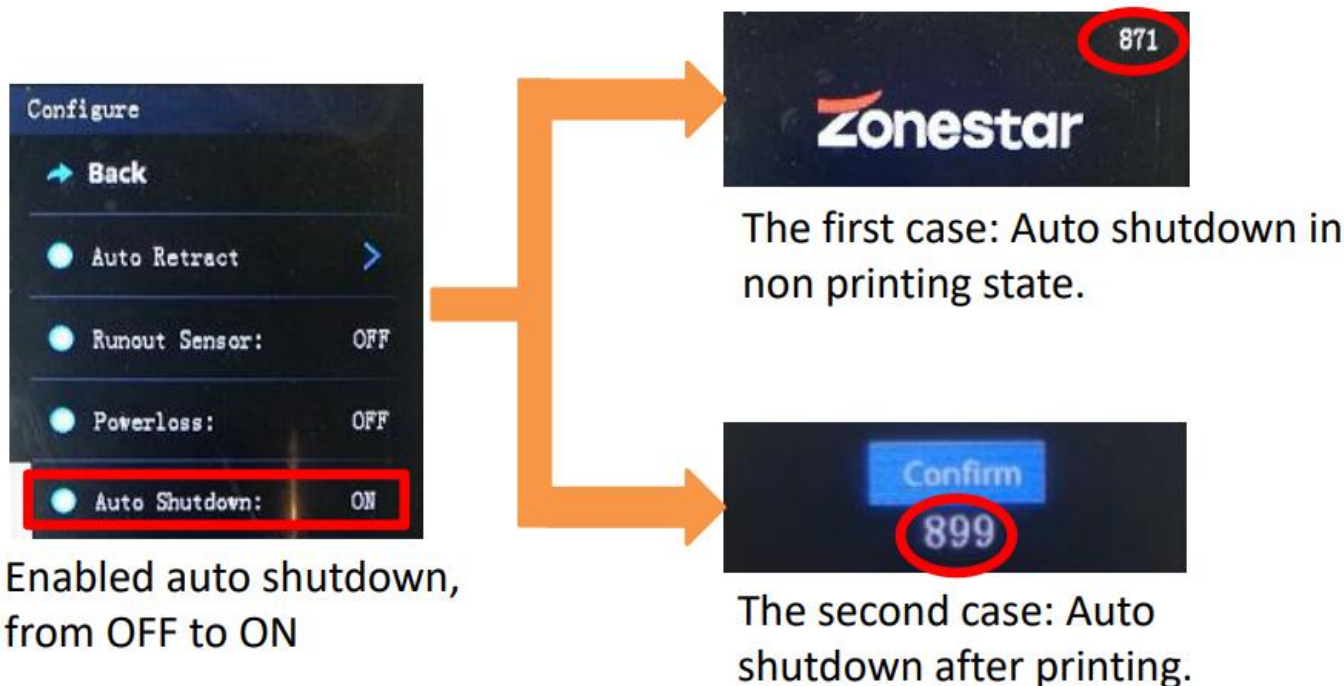 Configure
Back
Auto Retract
Runout Sensor: OFF
Powerloss: OFF
Auto Shutdown: ON
Enabled auto shutdown,
from OFF to ON
871
Zonestar
The first case: Auto shutdown in
non printing state.
Confirm
899
The second case: Auto
shutdown after printing.